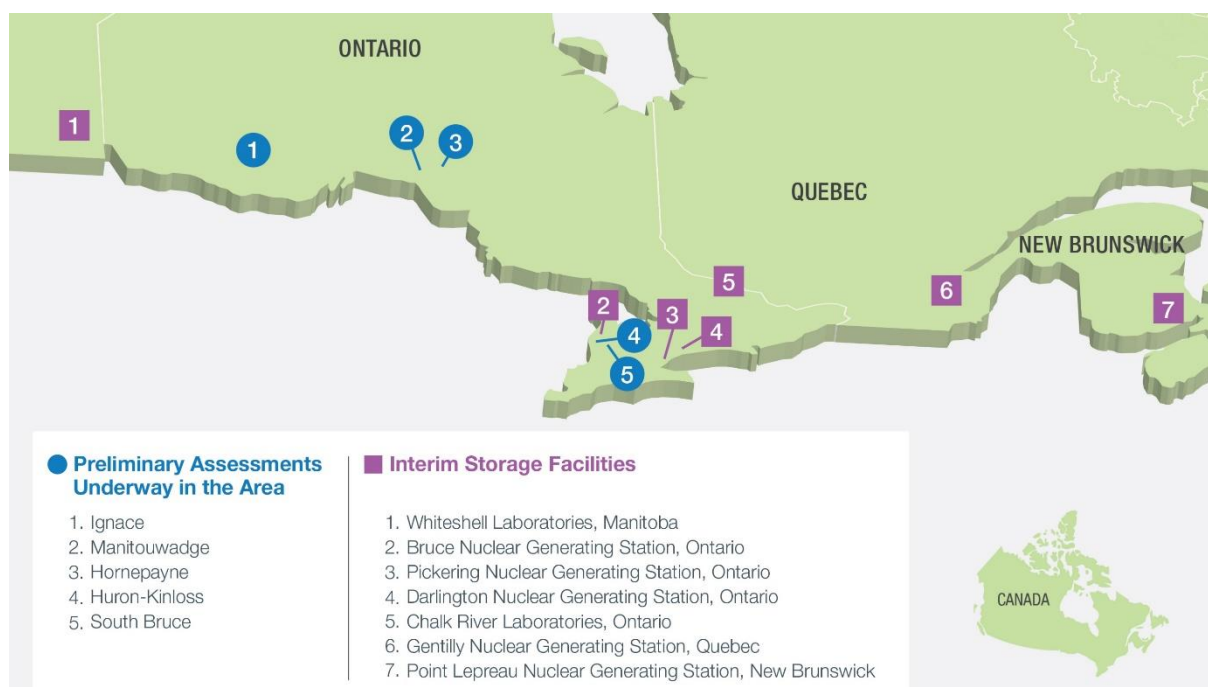 ONTARIO
1
2
3
1
QUEBEC
NEW BRUNSWICK
5
6
7
2
3
4
4
5
Preliminary Assessments
Underway in the Area
1. Ignace
2. Manitouwadge
3. Hornepayne
4. Huron-Kinloss
5. South Bruce
Interim Storage Facilities
1. Whiteshell Laboratories, Manitoba
2. Bruce Nuclear Generating Station, Ontario
3. Pickering Nuclear Generating Station, Ontario
4. Darlington Nuclear Generating Station, Ontario
5. Chalk River Laboratories, Ontario
6. Gentilly Nuclear Generating Station, Quebec
7. Point Lepreau Nuclear Generating Station, New Brunswick
CANADA